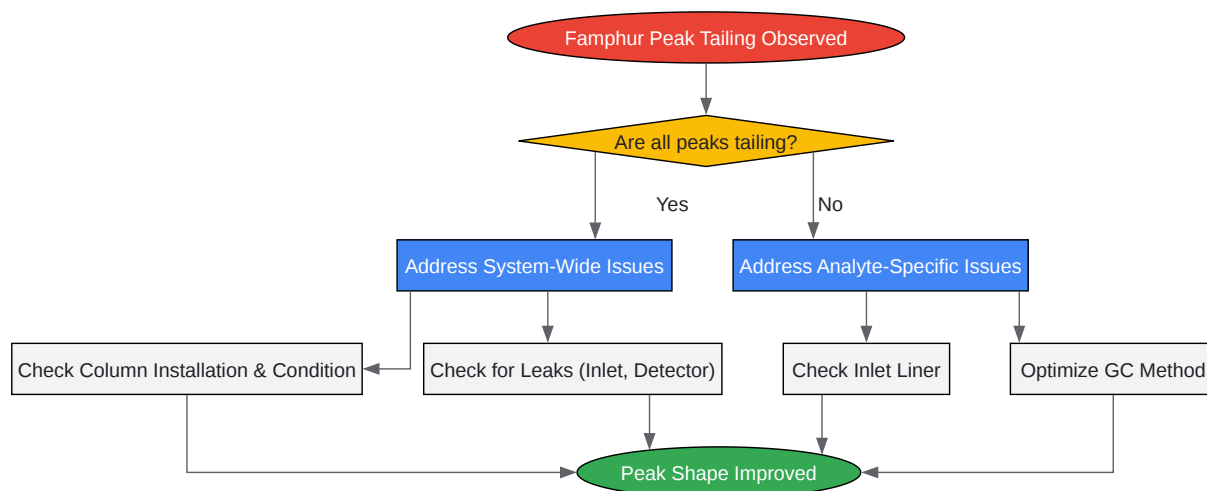 Famphur Peak Tailing Observed
Are all peaks tailing?
Yes
No
Address System-Wide Issues
Address Analyte-Specific Issues
Check Column Installation & Condition
Check for Leaks (Inlet, Detector)
Check Inlet Liner
Optimize GC Method
Peak Shape Improved